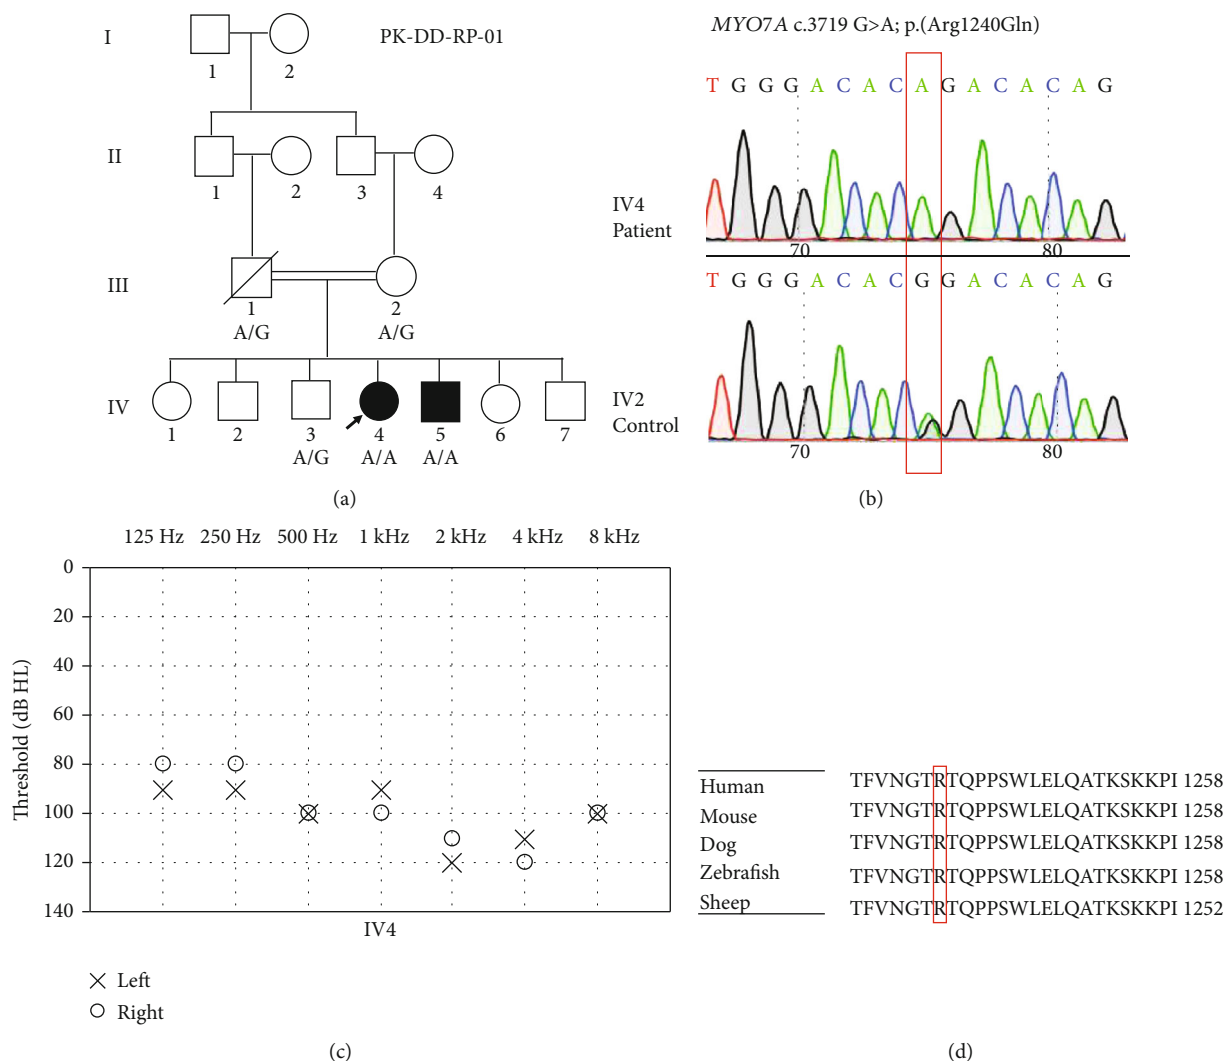 I
PK-DD-RP-01
1 2
II
1 2 3 4
III
1 2
A/G A/G
IV
1 2 3 4 5 6 7
A/G A/A A/A
(a)
MYO7A c.3719 G>A; p.(Arg1240Gln)
T G G G A C A C A G A C A C A G
IV4
Patient
70 80
T G G G A C A C G G A C A C A G
IV2
Control
70 80
(b)
125 Hz 250 Hz 500 Hz 1 kHz 2 kHz 4 kHz 8 kHz
Threshold (dB HL)
0
20
40
60
80
100
120
140
IV4
Left
Right
(c)
Human TFVNGTRTQPPSWLELQATKSKKPI 1258
Mouse TFVNGTRTQPPSWLELQATKSKKPI 1258
Dog TFVNGTRTQPPSWLELQATKSKKPI 1258
Zebrafish TFVNGTRTQPPSWLELQATKSKKPI 1258
Sheep TFVNGTRTQPPSWLELQATKSKKPI 1252
(d)